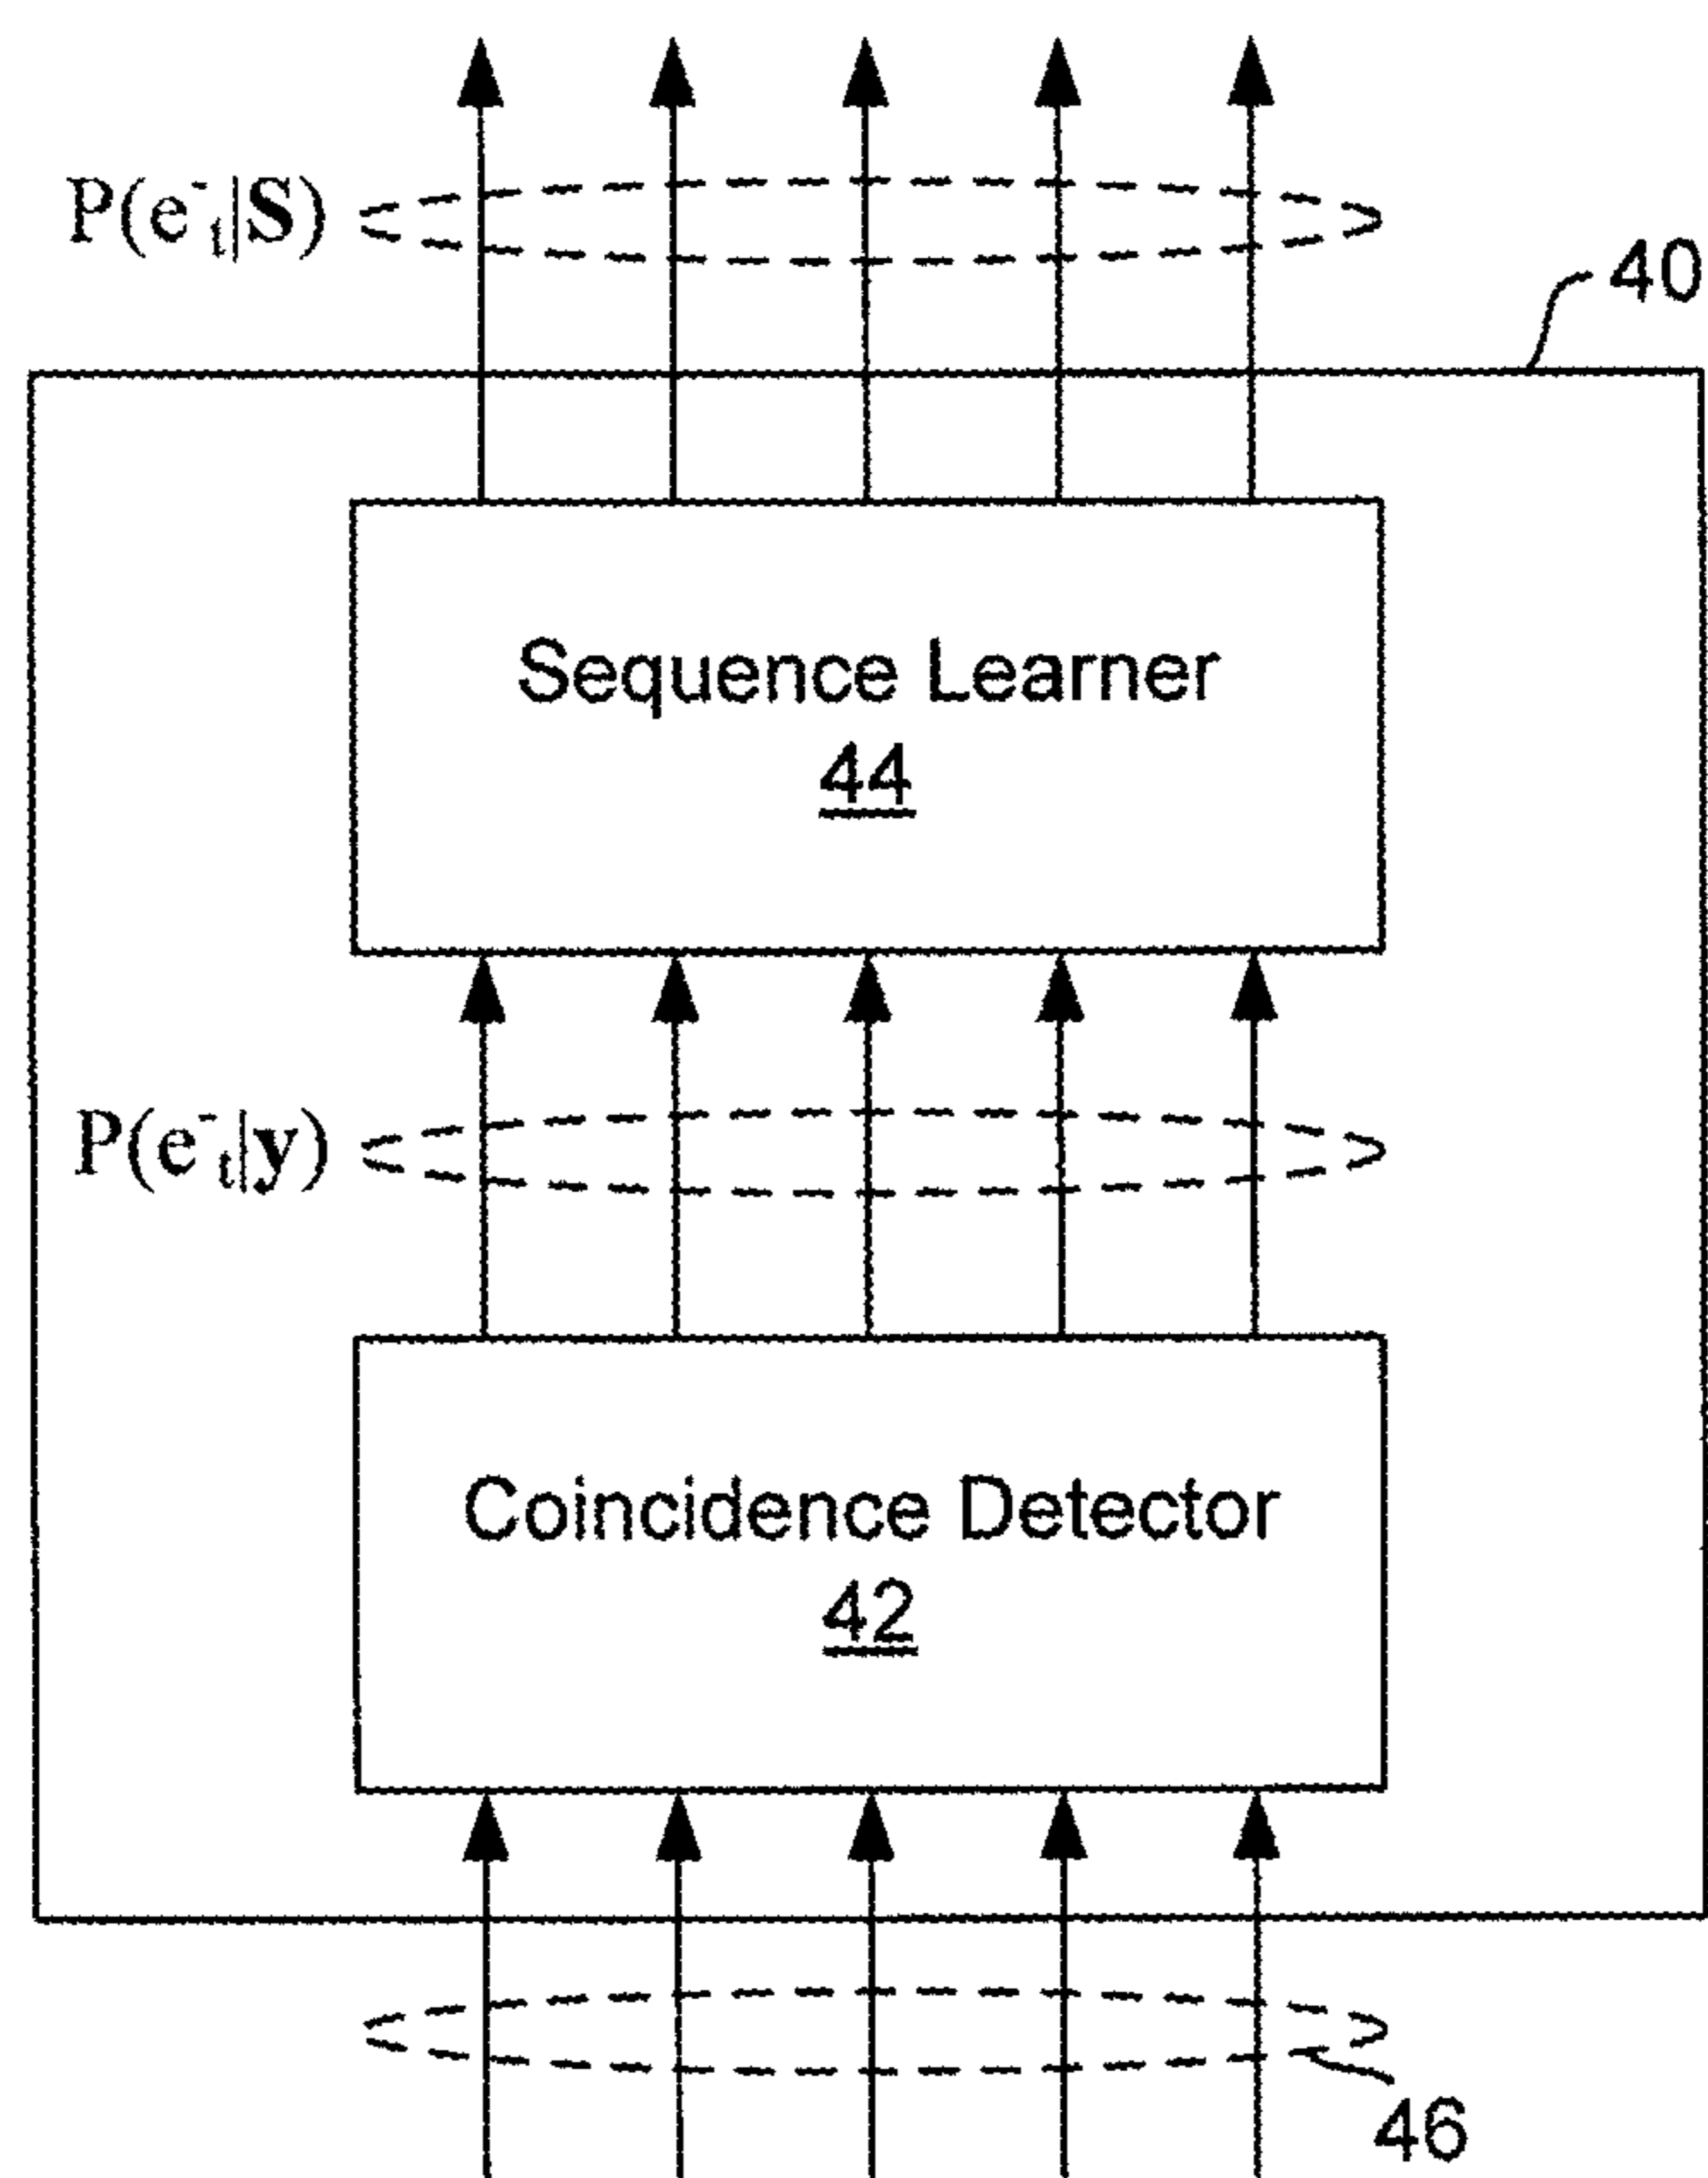 P(e⁻ₜ|S)
40
Sequence Learner
44
P(e⁻ₜ|y)
Coincidence Detector
42
46